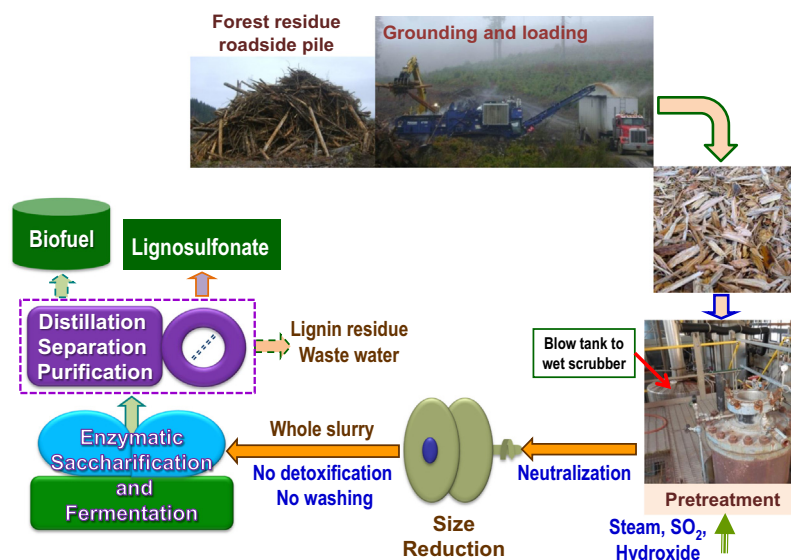 Forest residue
roadside pile
Grounding and loading
Biofuel
Lignosulfonate
Distillation
Separation
Purification
Lignin residue
Waste water
Blow tank to
wet scrubber
Enzymatic
Saccharification
and
Fermentation
Whole slurry
No detoxification
No washing
Size
Reduction
Neutralization
Pretreatment
Steam, SO₂,
Hydroxide